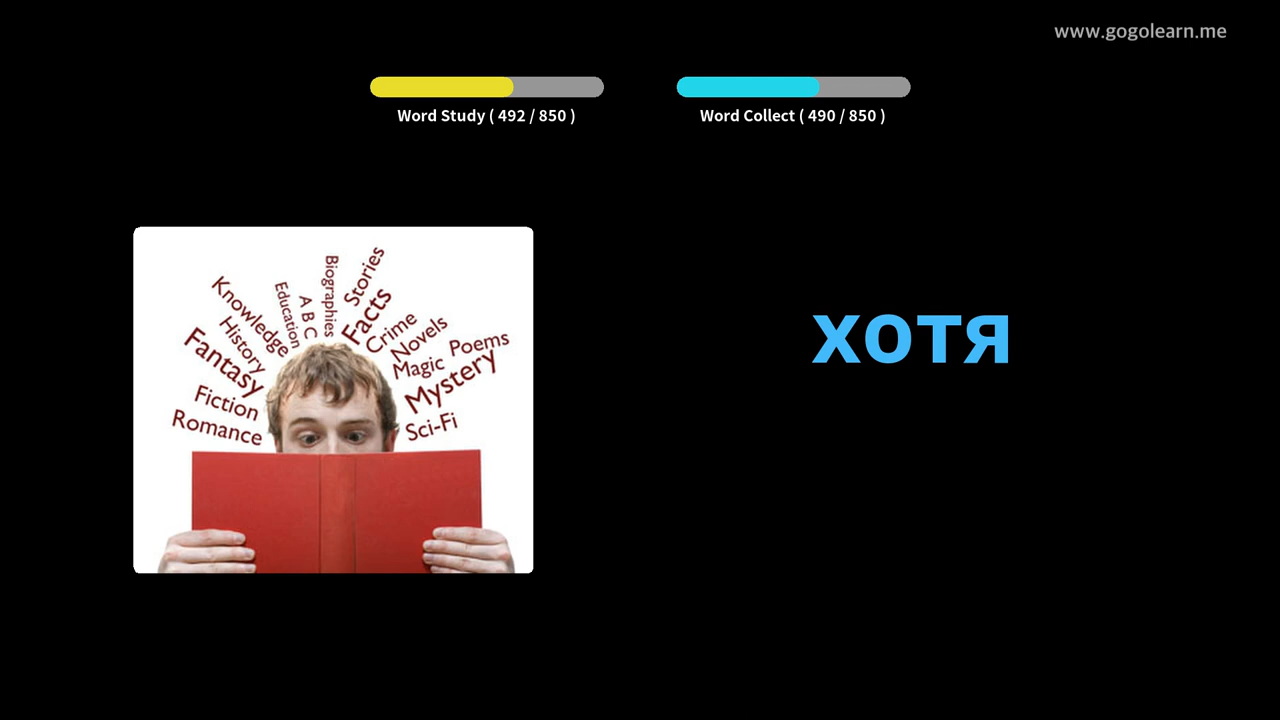 www.gogolearn.me
Word Study ( 492 / 850 )
Word Collect ( 490 / 850 )
Knowledge
History
Fantasy
Fiction
Romance
Education
A B C
Biographies
Stories
Facts
Crime
Novels
Magic
Poems
Mystery
Sci-Fi
хотя